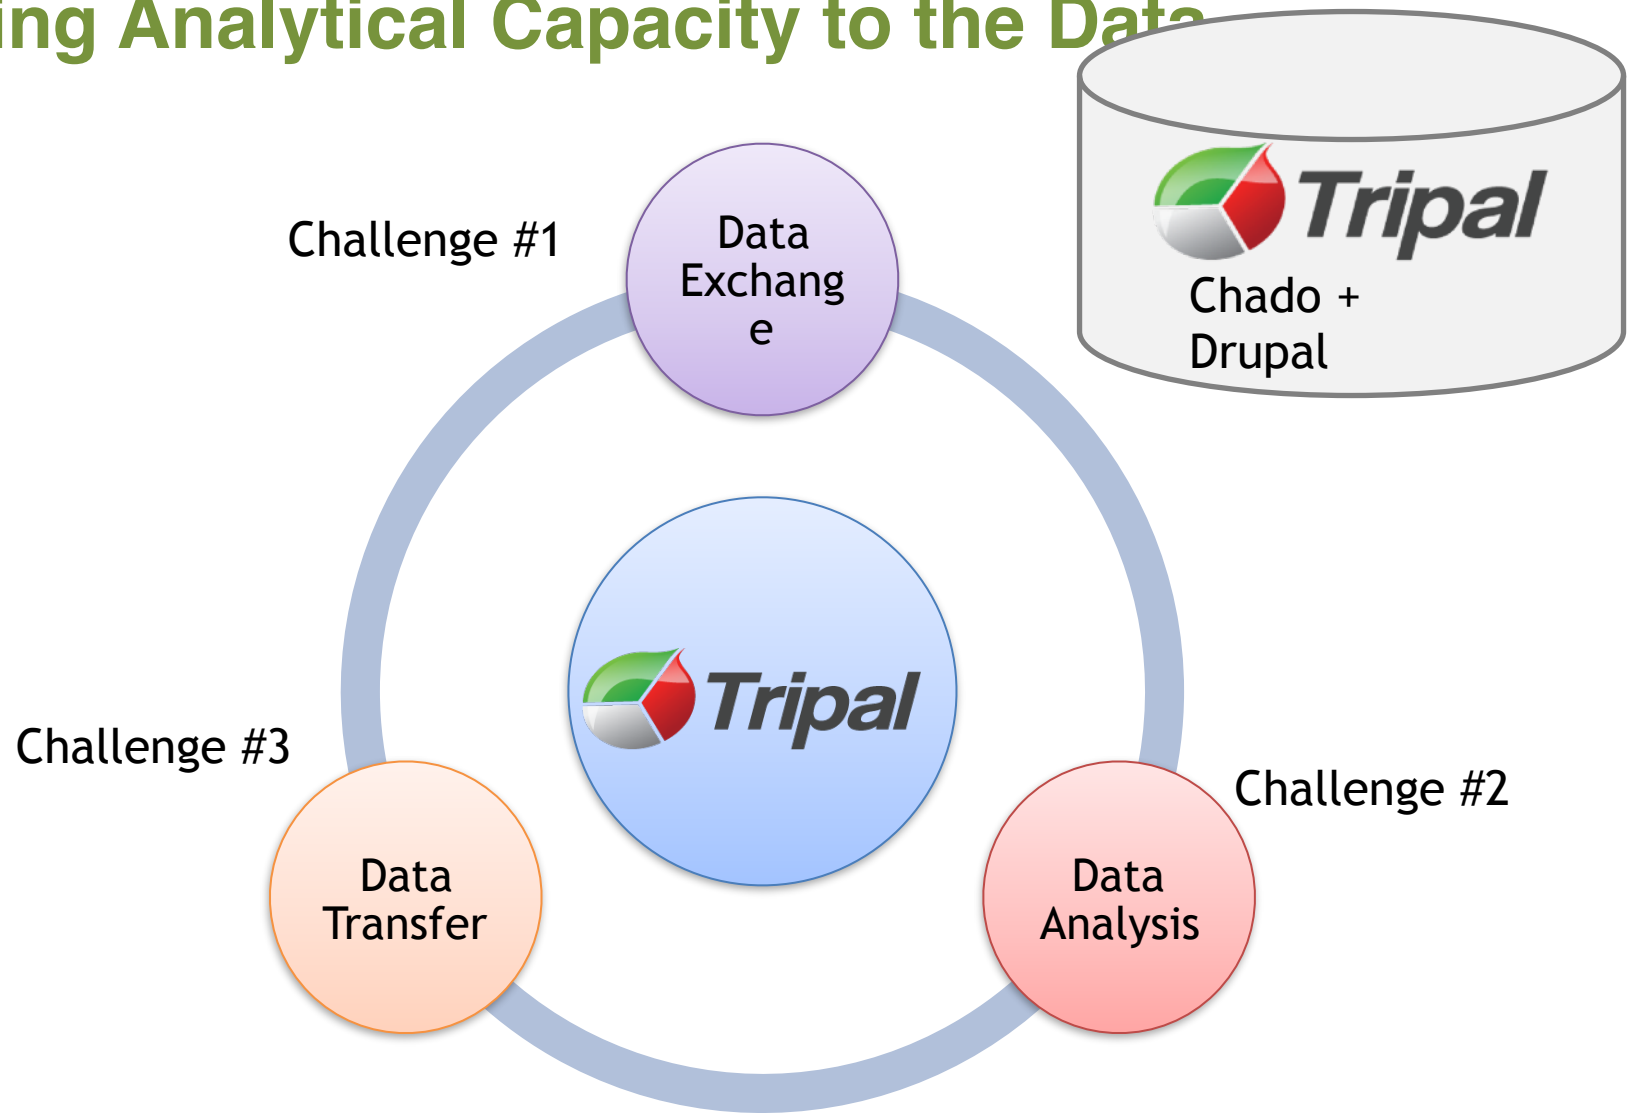 ing Analytical Capacity to the Data
Tripal
Chado +
Drupal
Challenge #1
Data
Exchang
e
Tripal
Challenge #3
Challenge #2
Data
Transfer
Data
Analysis